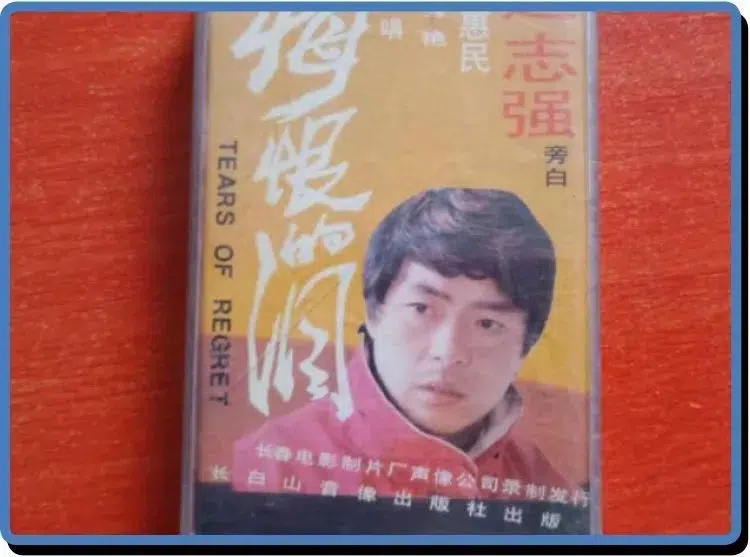 志强
旁白
惠民
艳
唱
悔恨的泪
TEARS OF REGRET
长春电影制片厂声像公司录制发行
长白山音像出版社出版